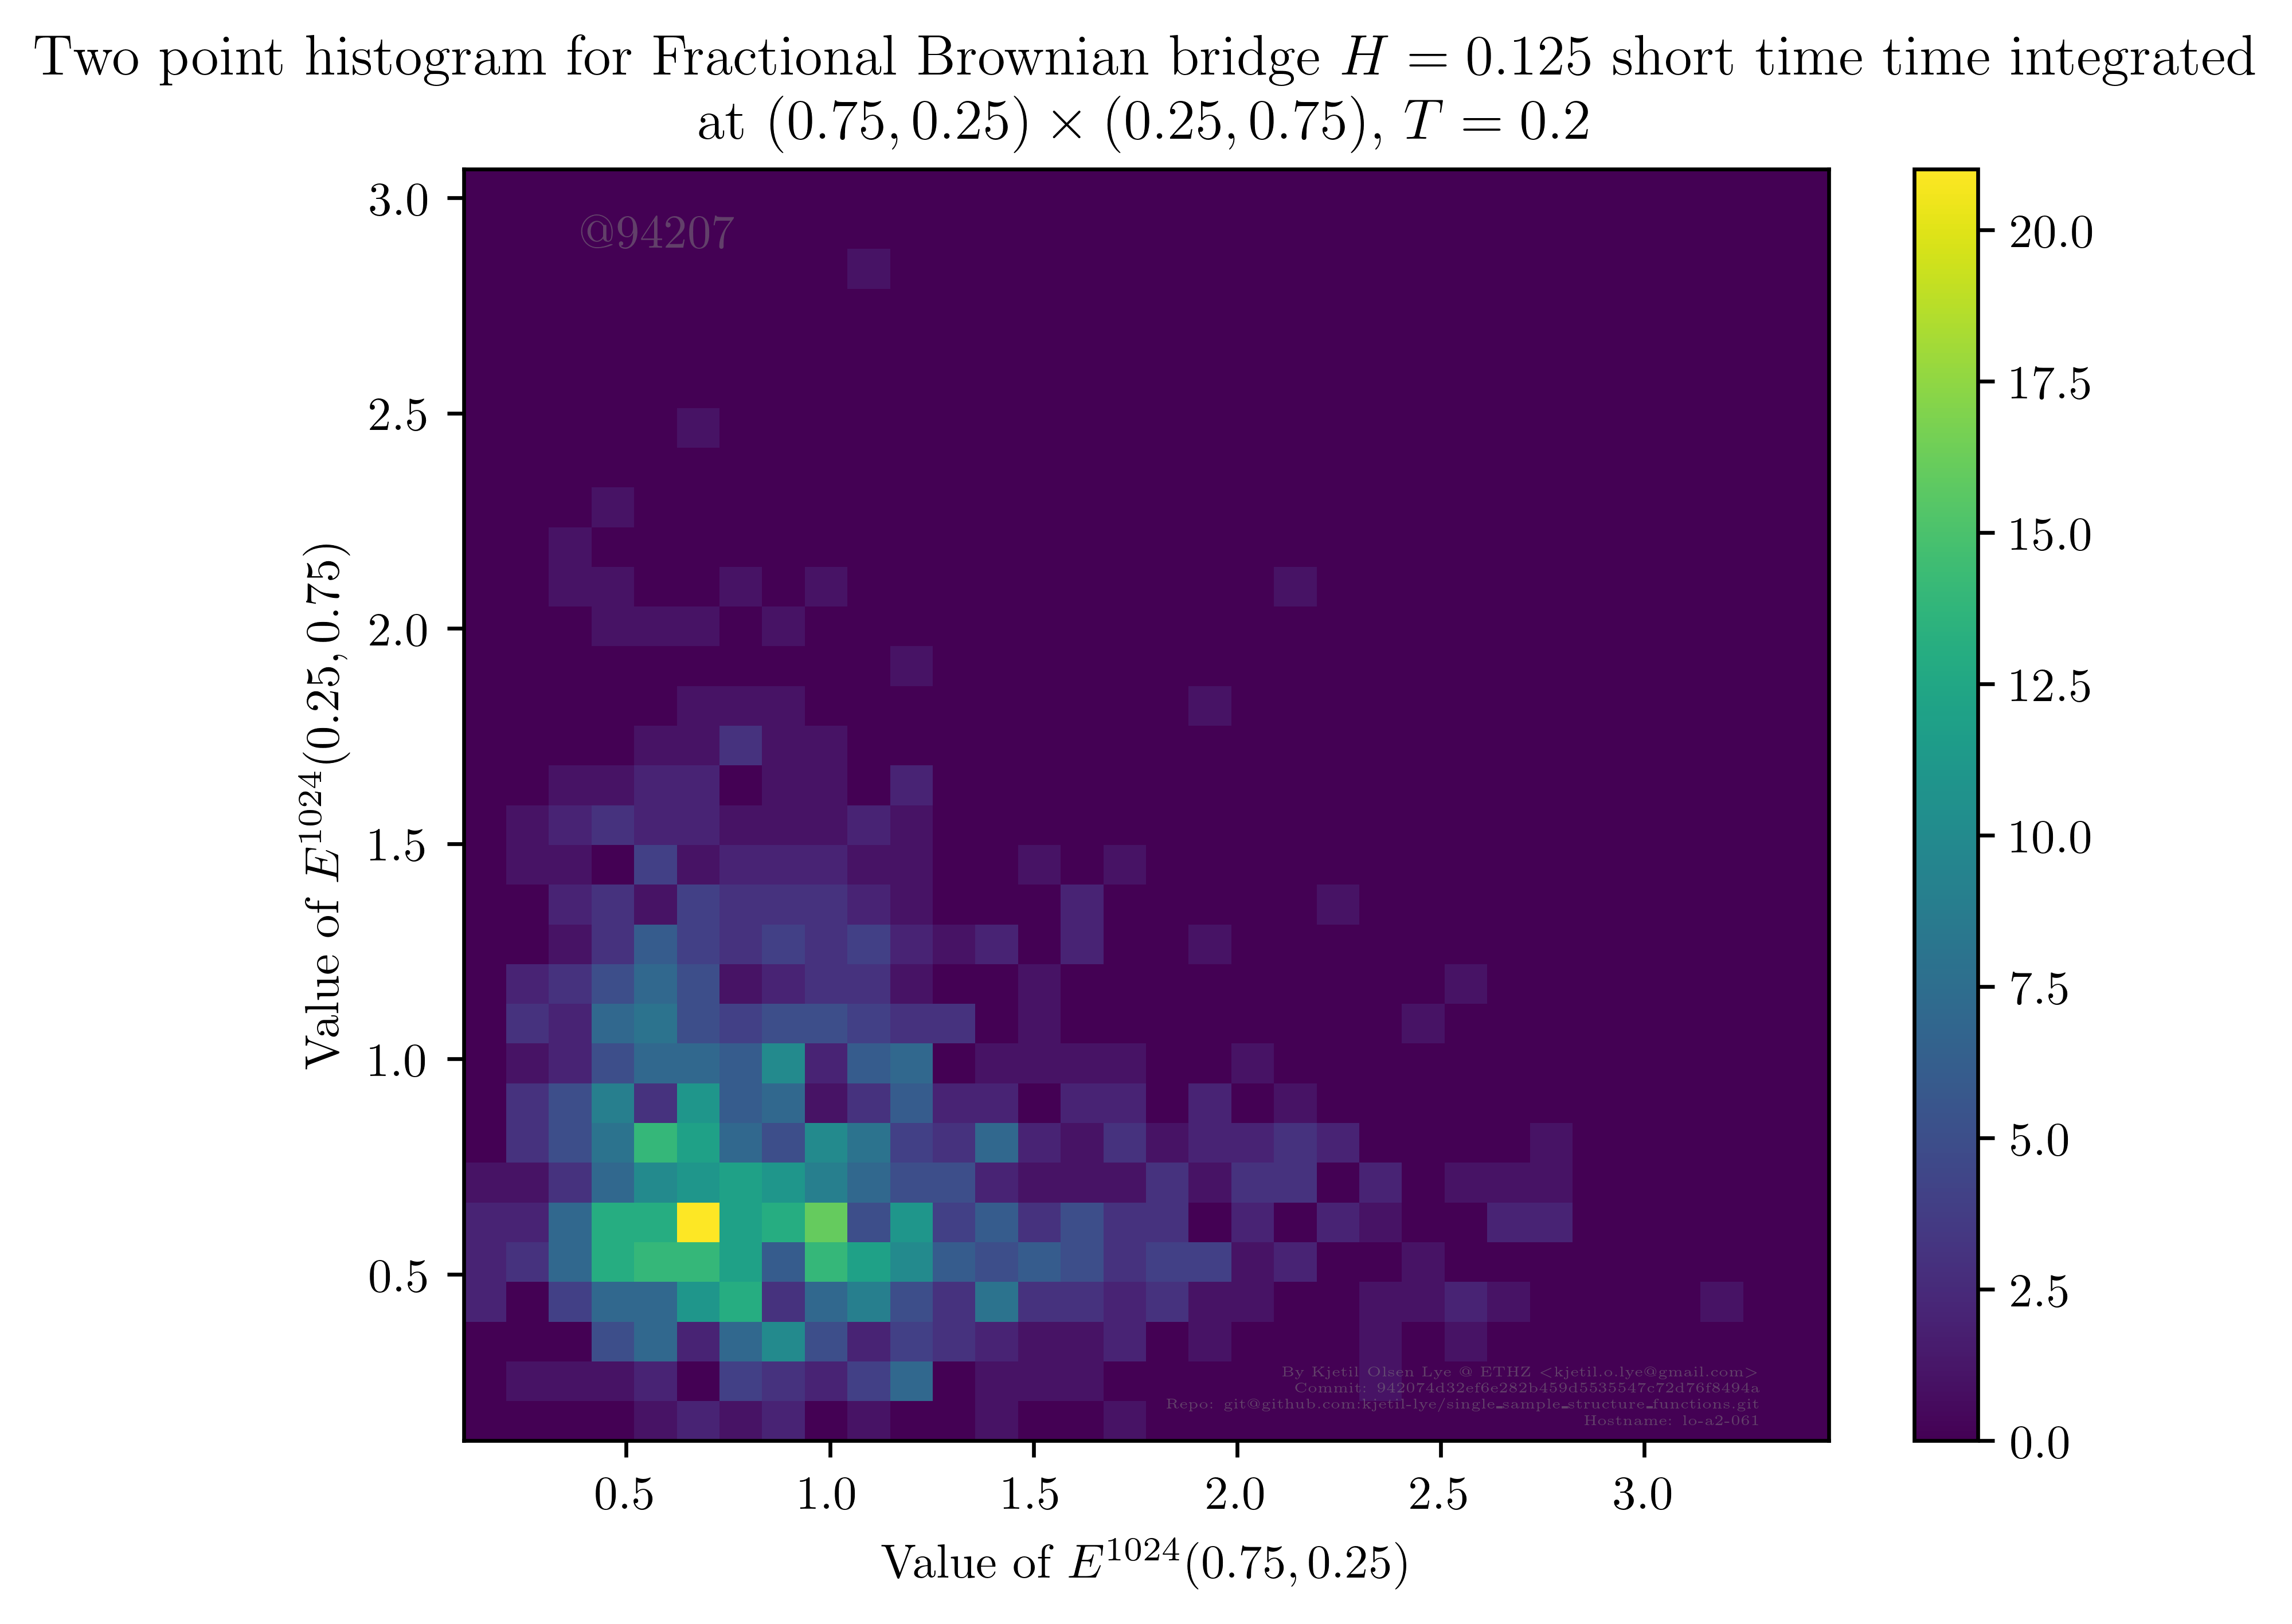 Two point histogram for Fractional Brownian bridge H = 0.125 short time time integrated
at (0.75, 0.25) × (0.25, 0.75), T = 0.2
@94207
3.0
2.5
2.0
1.5
1.0
0.5
Value of E^1024(0.25, 0.75)
0.5 1.0 1.5 2.0 2.5 3.0
Value of E^1024(0.75, 0.25)
20.0
17.5
15.0
12.5
10.0
7.5
5.0
2.5
0.0
By Kjetil Olsen Lye @ ETHZ <kjetil.o.lye@gmail.com>
Commit: 942074d32ef6e282b459d5535547c72d76f8494a
Repo: git@github.com:kjetil-lye/single_sample_structure_functions.git
Hostname: lo-a2-061